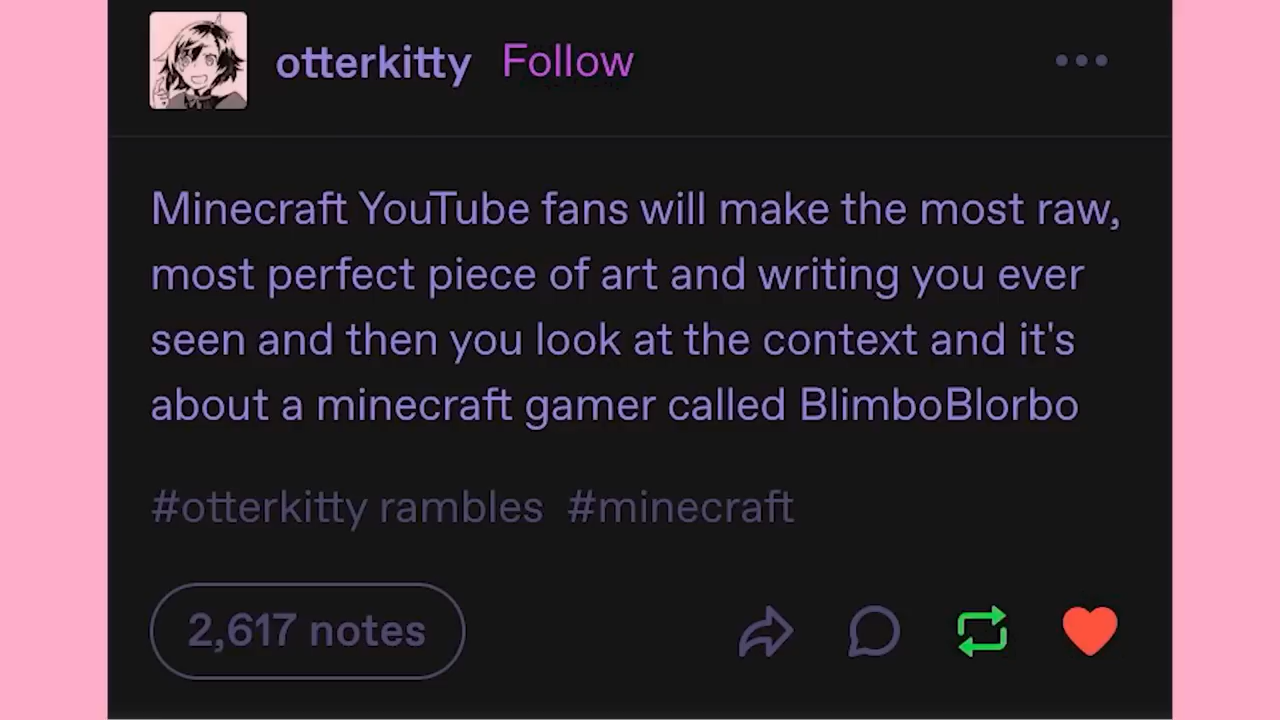 otterkitty Follow
Minecraft YouTube fans will make the most raw,
most perfect piece of art and writing you ever
seen and then you look at the context and it's
about a minecraft gamer called BlimboBlorbo
#otterkitty rambles #minecraft
2,617 notes